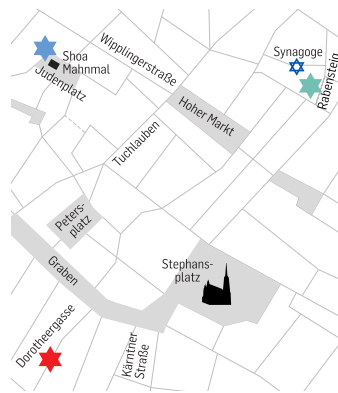 Wipplingerstraße
Synagoge
Shoa
Mahnmal
Judenplatz
Rabenstein
Hoher Markt
Tuchlauben
Peters-
platz
Stephans-
platz
Graben
Dorotheergasse
Kärntner
Straße